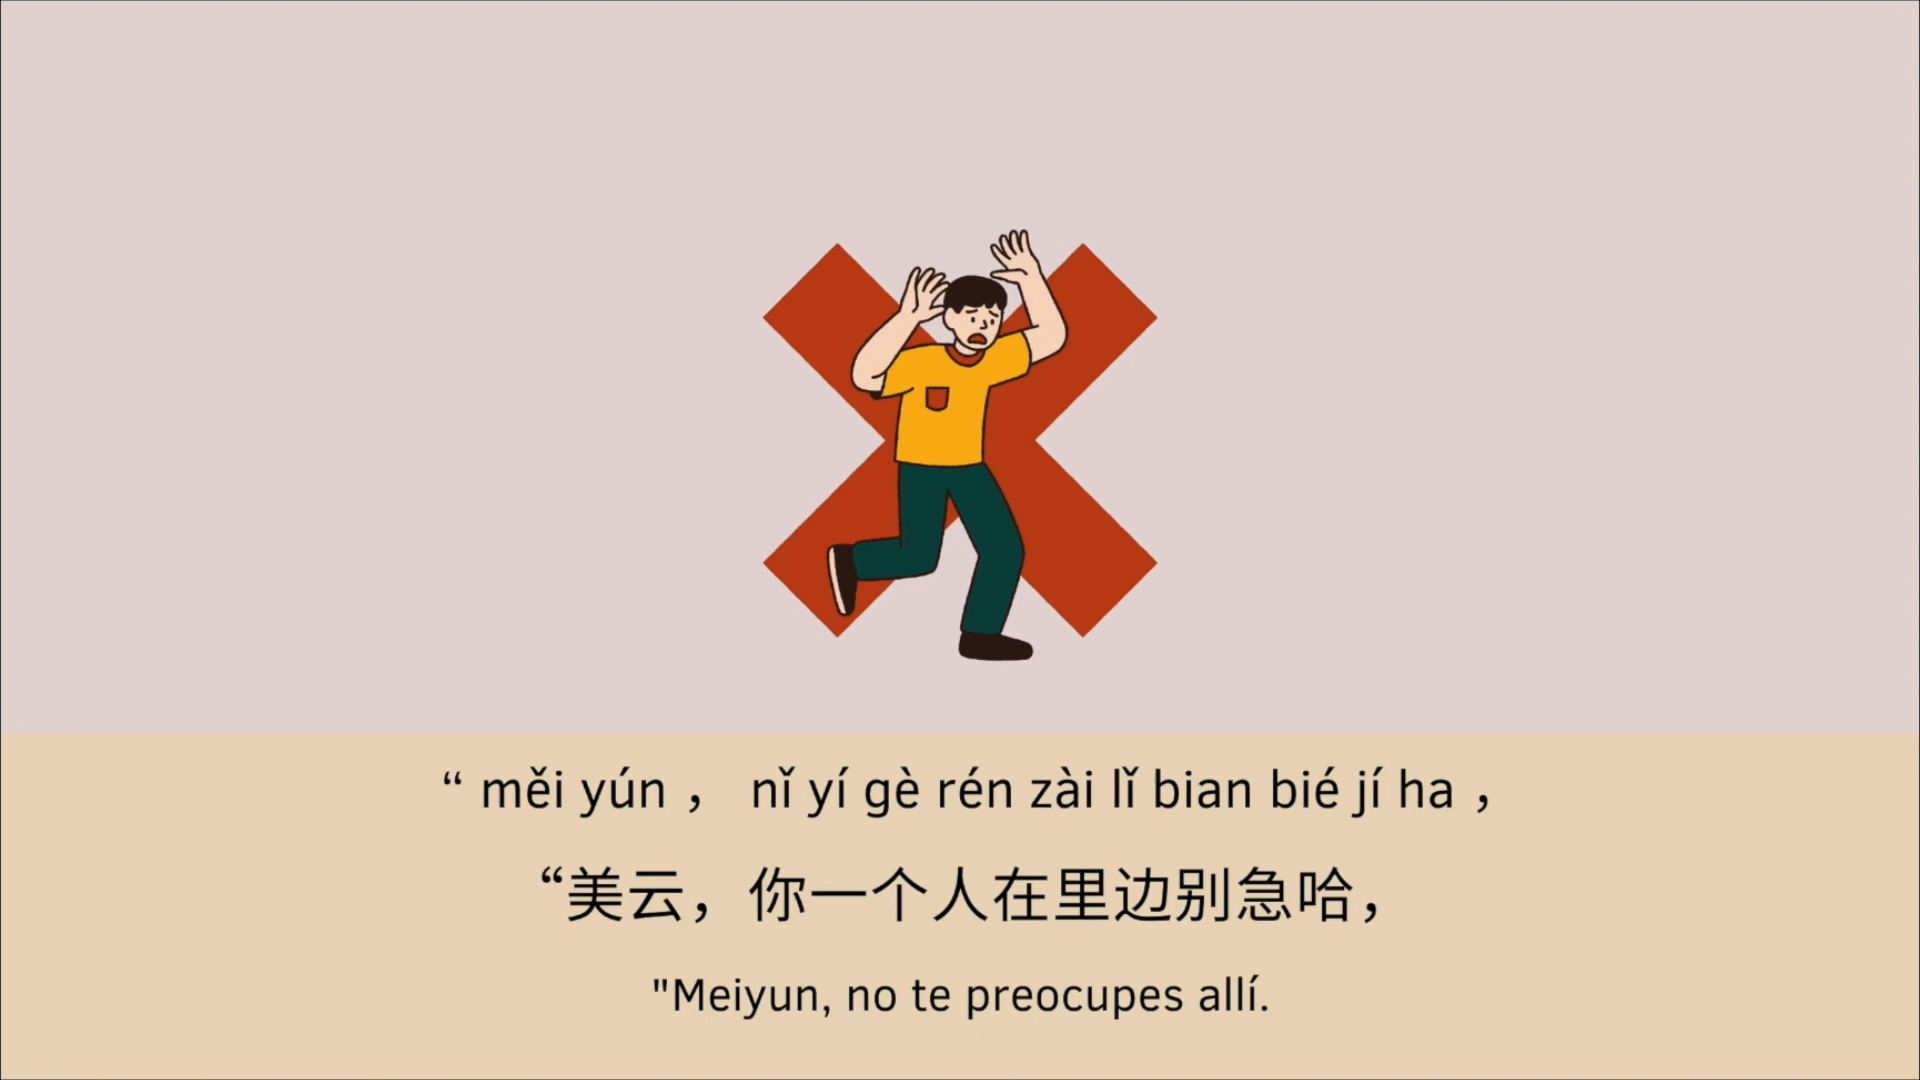 “ měi yún ， nǐ yí gè rén zài lǐ bian bié jí ha ，
“美云，你一个人在里边别急哈，
"Meiyun, no te preocupes allí.